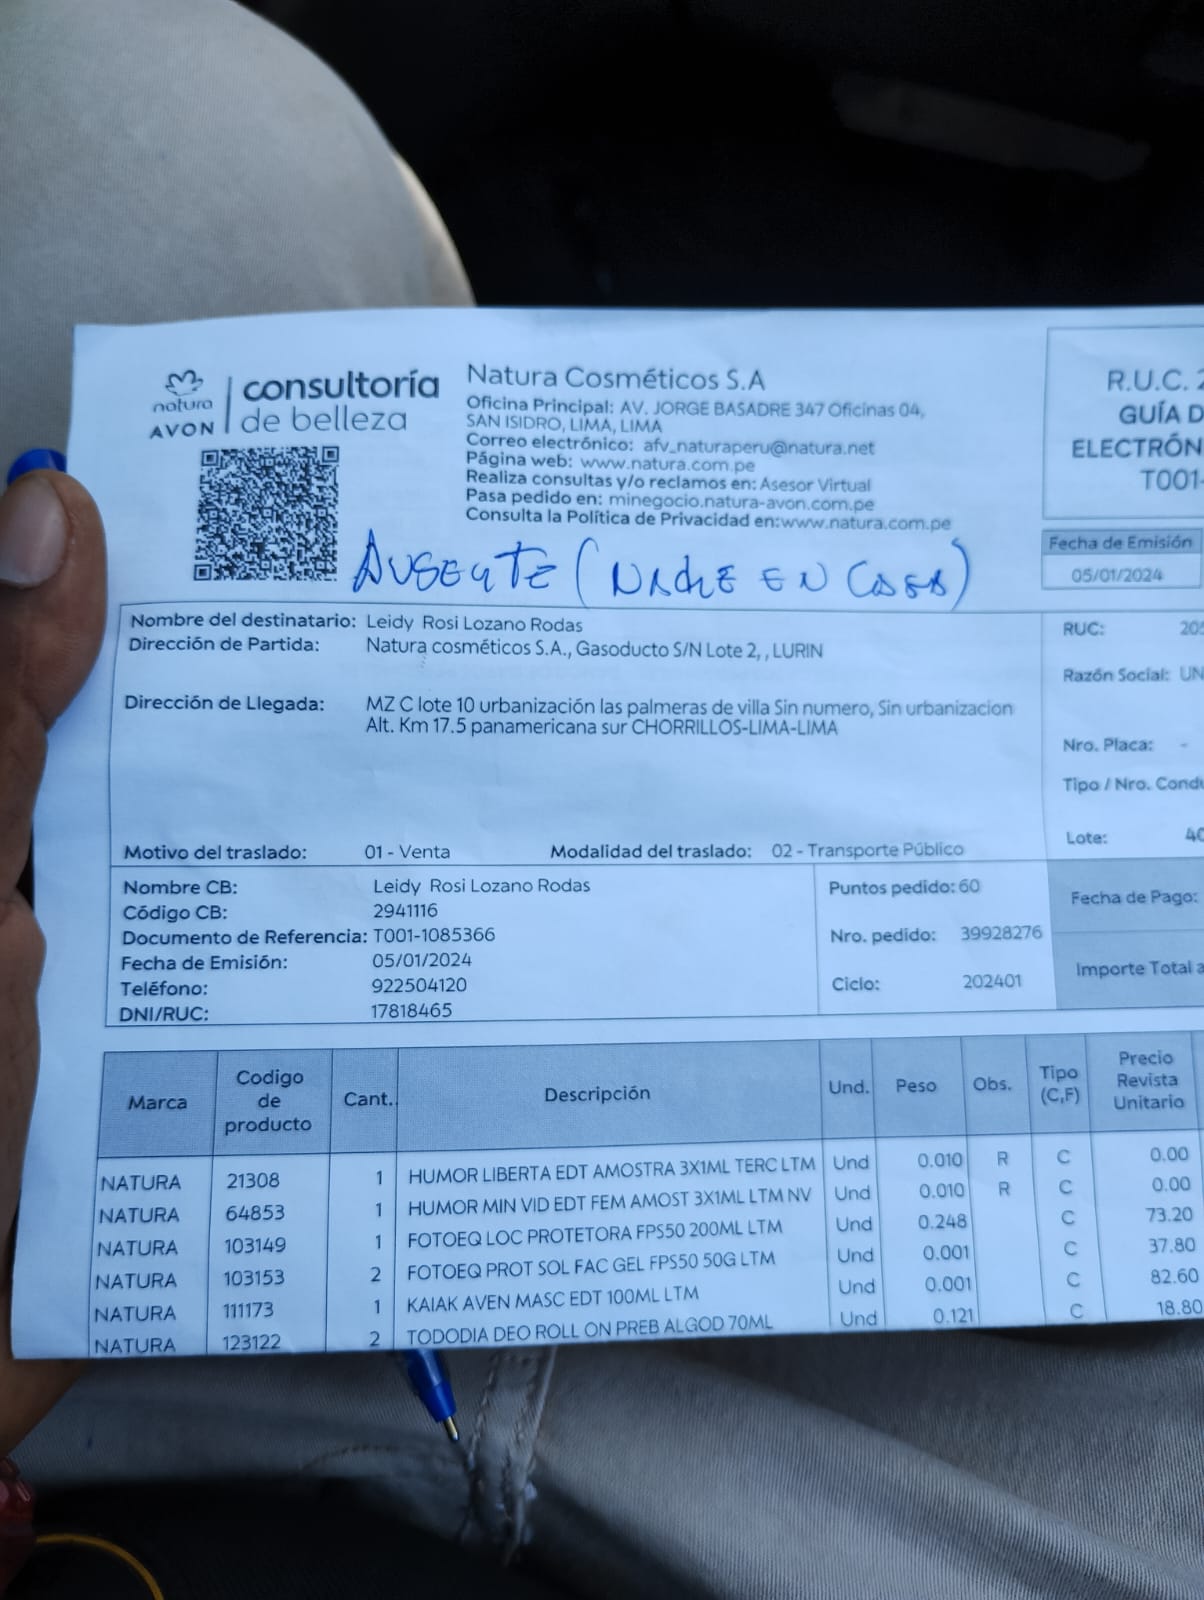 natura
AVON
consultoría
de belleza
Natura Cosméticos S.A
Oficina Principal: AV. JORGE BASADRE 347 Oficinas 04,
SAN ISIDRO, LIMA, LIMA
Correo electrónico: afv_naturaperu@natura.net
Página web: www.natura.com.pe
Realiza consultas y/o reclamos en: Asesor Virtual
Pasa pedido en: minegocio.natura-avon.com.pe
Consulta la Política de Privacidad en:www.natura.com.pe
R.U.C. 2
GUÍA D
ELECTRÓN
T001-
Fecha de Emisión
05/01/2024
AUSENTE (NADIE EN CASA)
Nombre del destinatario: Leidy Rosi Lozano Rodas
Dirección de Partida: Natura cosméticos S.A., Gasoducto S/N Lote 2, , LURIN
Dirección de Llegada: MZ C lote 10 urbanización las palmeras de villa Sin numero, Sin urbanizacion
Alt. Km 17.5 panamericana sur CHORRILLOS-LIMA-LIMA
Motivo del traslado: 01 - Venta Modalidad del traslado: 02 - Transporte Público
RUC: 205
Razón Social: UN
Nro. Placa: -
Tipo / Nro. Condu
Lote: 40
Nombre CB: Leidy Rosi Lozano Rodas
Código CB: 2941116
Documento de Referencia: T001-1085366
Fecha de Emisión: 05/01/2024
Teléfono: 922504120
DNI/RUC: 17818465
Puntos pedido: 60
Nro. pedido: 39928276
Ciclo: 202401
Fecha de Pago:
Importe Total a
Marca Codigo de producto Cant. Descripción Und. Peso Obs. Tipo (C,F) Precio Revista Unitario
NATURA 21308 1 HUMOR LIBERTA EDT AMOSTRA 3X1ML TERC LTM Und 0.010 R C 0.00
NATURA 64853 1 HUMOR MIN VID EDT FEM AMOST 3X1ML LTM NV Und 0.010 R C 0.00
NATURA 103149 1 FOTOEQ LOC PROTETORA FPS50 200ML LTM Und 0.248 C 73.20
NATURA 103153 2 FOTOEQ PROT SOL FAC GEL FPS50 50G LTM Und 0.001 C 37.80
NATURA 111173 1 KAIAK AVEN MASC EDT 100ML LTM Und 0.001 C 82.60
NATURA 123122 2 TODODIA DEO ROLL ON PREB ALGOD 70ML Und 0.121 C 18.80